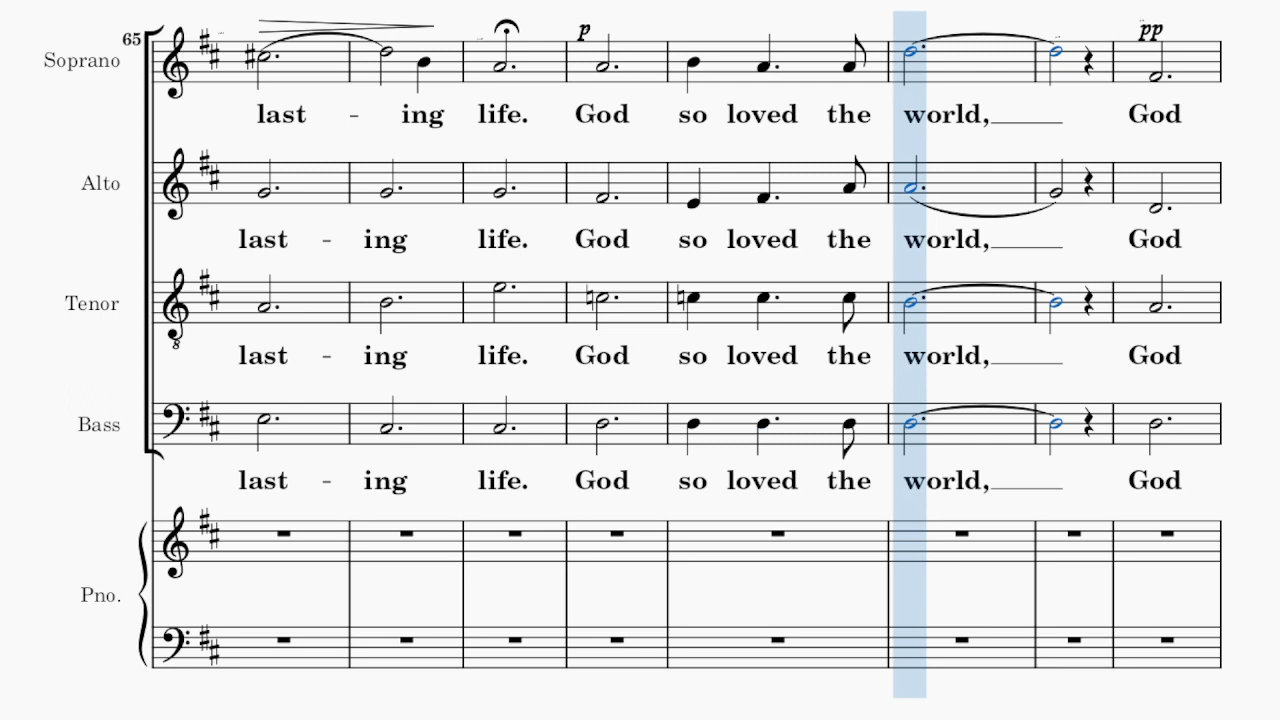 65
p
pp
Soprano
last - ing life. God so loved the world, God
Alto
last - ing life. God so loved the world, God
Tenor
8
last - ing life. God so loved the world, God
Bass
last - ing life. God so loved the world, God
Pno.